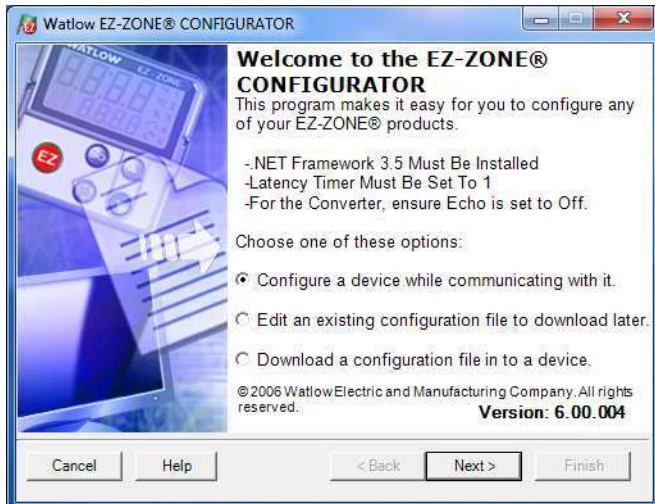 Watlow EZ-ZONE® CONFIGURATOR
WATLOW EZ-ZONE
EZ
Welcome to the EZ-ZONE®
CONFIGURATOR
This program makes it easy for you to configure any
of your EZ-ZONE® products.
-.NET Framework 3.5 Must Be Installed
-Latency Timer Must Be Set To 1
-For the Converter, ensure Echo is set to Off.
Choose one of these options:
Configure a device while communicating with it.
Edit an existing configuration file to download later.
Download a configuration file in to a device.
©2006 Watlow Electric and Manufacturing Company. All rights
reserved.
Version: 6.00.004
Cancel Help < Back Next > Finish